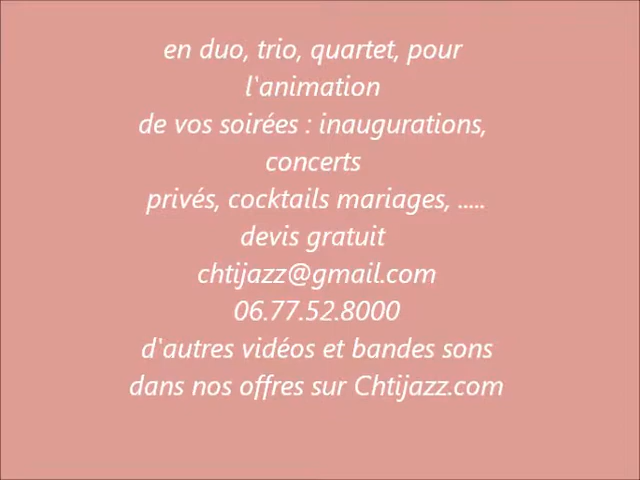 en duo, trio, quartet, pour
l'animation
de vos soirées : inaugurations,
concerts
privés, cocktails mariages, .....
devis gratuit
chtijazz@gmail.com
06.77.52.8000
d'autres vidéos et bandes sons
dans nos offres sur Chtijazz.com